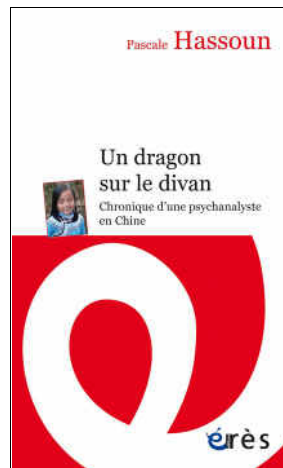 Pascale Hassoun
Un dragon
sur le divan
Chronique d'une psychanalyste
en Chine
érès